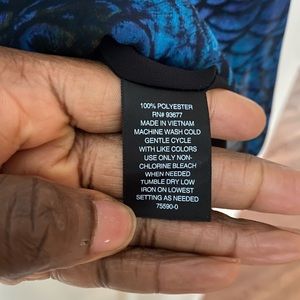 100% POLYESTER
RN# 93677
MADE IN VIETNAM
MACHINE WASH COLD
GENTLE CYCLE
WITH LIKE COLORS
USE ONLY NON-
CHLORINE BLEACH
WHEN NEEDED
TUMBLE DRY LOW
IRON ON LOWEST
SETTING AS NEEDED
75590-0